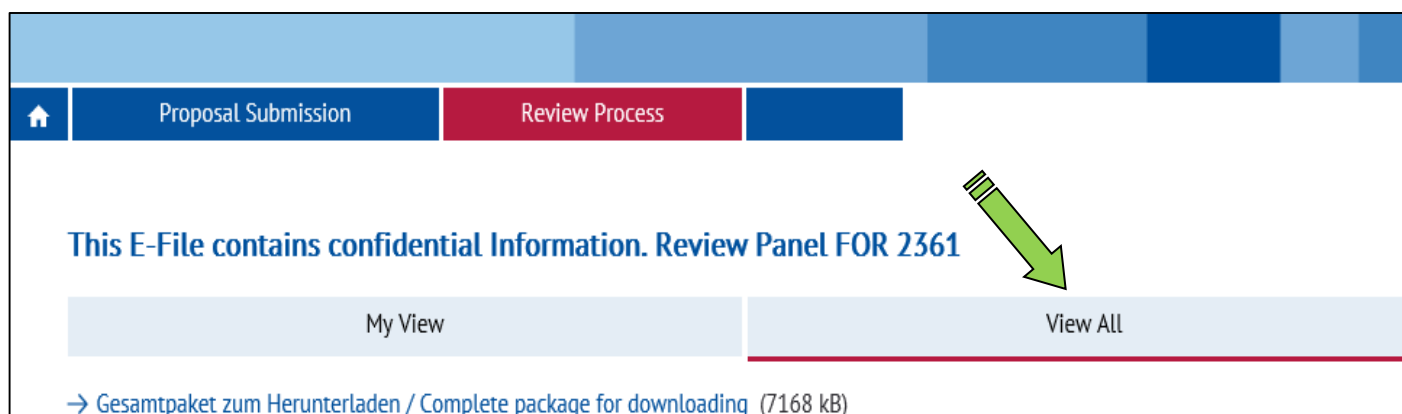 Proposal Submission Review Process
This E-File contains confidential Information. Review Panel FOR 2361
My View View All
→ Gesamtpaket zum Herunterladen / Complete package for downloading (7168 kB)